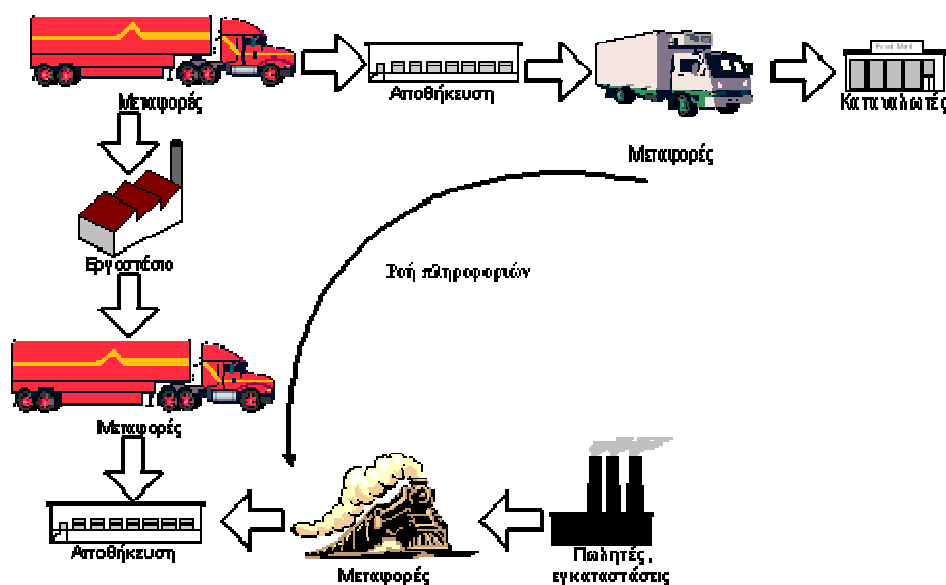 Μεταφορές
Αποθήκευση
Καταναλωτές
Μεταφορές
Εργοστάσιο
Ροή πληροφοριών
Μεταφορές
Αποθήκευση
Μεταφορές
Πωλητές,
εγκαταστάσεις